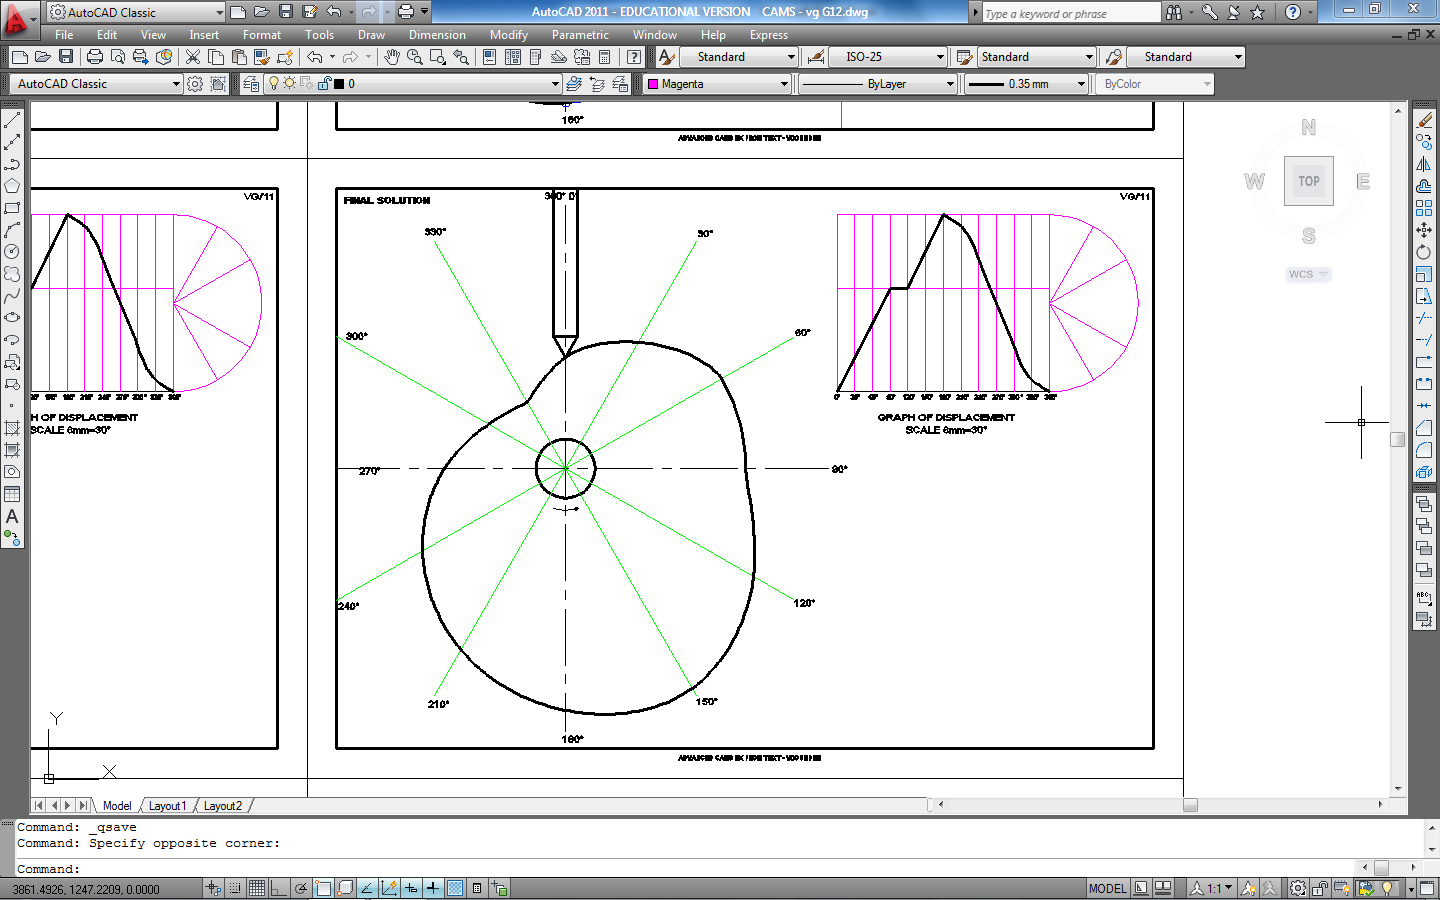 AutoCAD Classic
AutoCAD 2011 - EDUCATIONAL VERSION CAMS - vg G12.dwg
Type a keyword or phrase
File Edit View Insert Format Tools Draw Dimension Modify Parametric Window Help Express
Standard ISO-25 Standard Standard
AutoCAD Classic 0 Magenta ByLayer 0.35 mm ByColor
180°
N
W TOP E
S
WCS
VG/'11
FINAL SOLUTION
360° 0°
VG/'11
330°
30°
300°
60°
H OF DISPLACEMENT
SCALE 6mm=30°
GRAPH OF DISPLACEMENT
SCALE 6mm=30°
270°
90°
240°
120°
210°
150°
180°
Y
X
Model Layout1 Layout2
Command: _qsave
Command: Specify opposite corner:
Command:
3861.4926, 1247.2209, 0.0000
MODEL
1:1